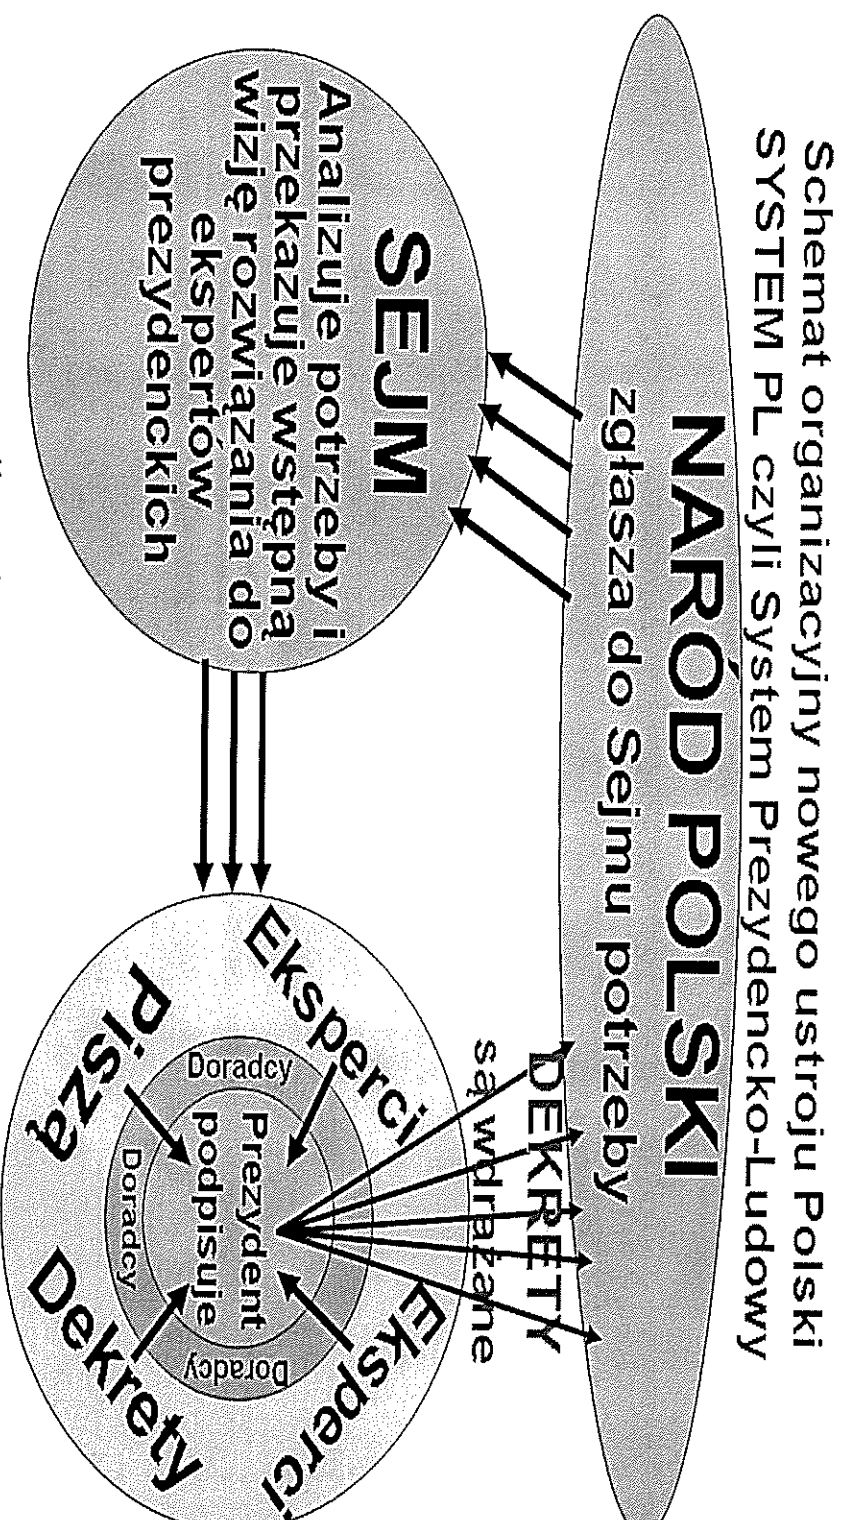 Schemat organizacyjny nowego ustroju Polski
SYSTEM PL czyli System Prezydencko-Ludowy
NARÓD POLSKI
zgłasza do Sejmu potrzeby
SEJM
Analizuje potrzeby i
przekazuje wstępną
wizję rozwiązania do
ekspertów
prezydenckich
DEKRETY
są wdrażane
Eksperci
Eksperci
Piszą
Dekrety
Doradcy
Doradcy
Doradcy
Prezydent
podpisuje